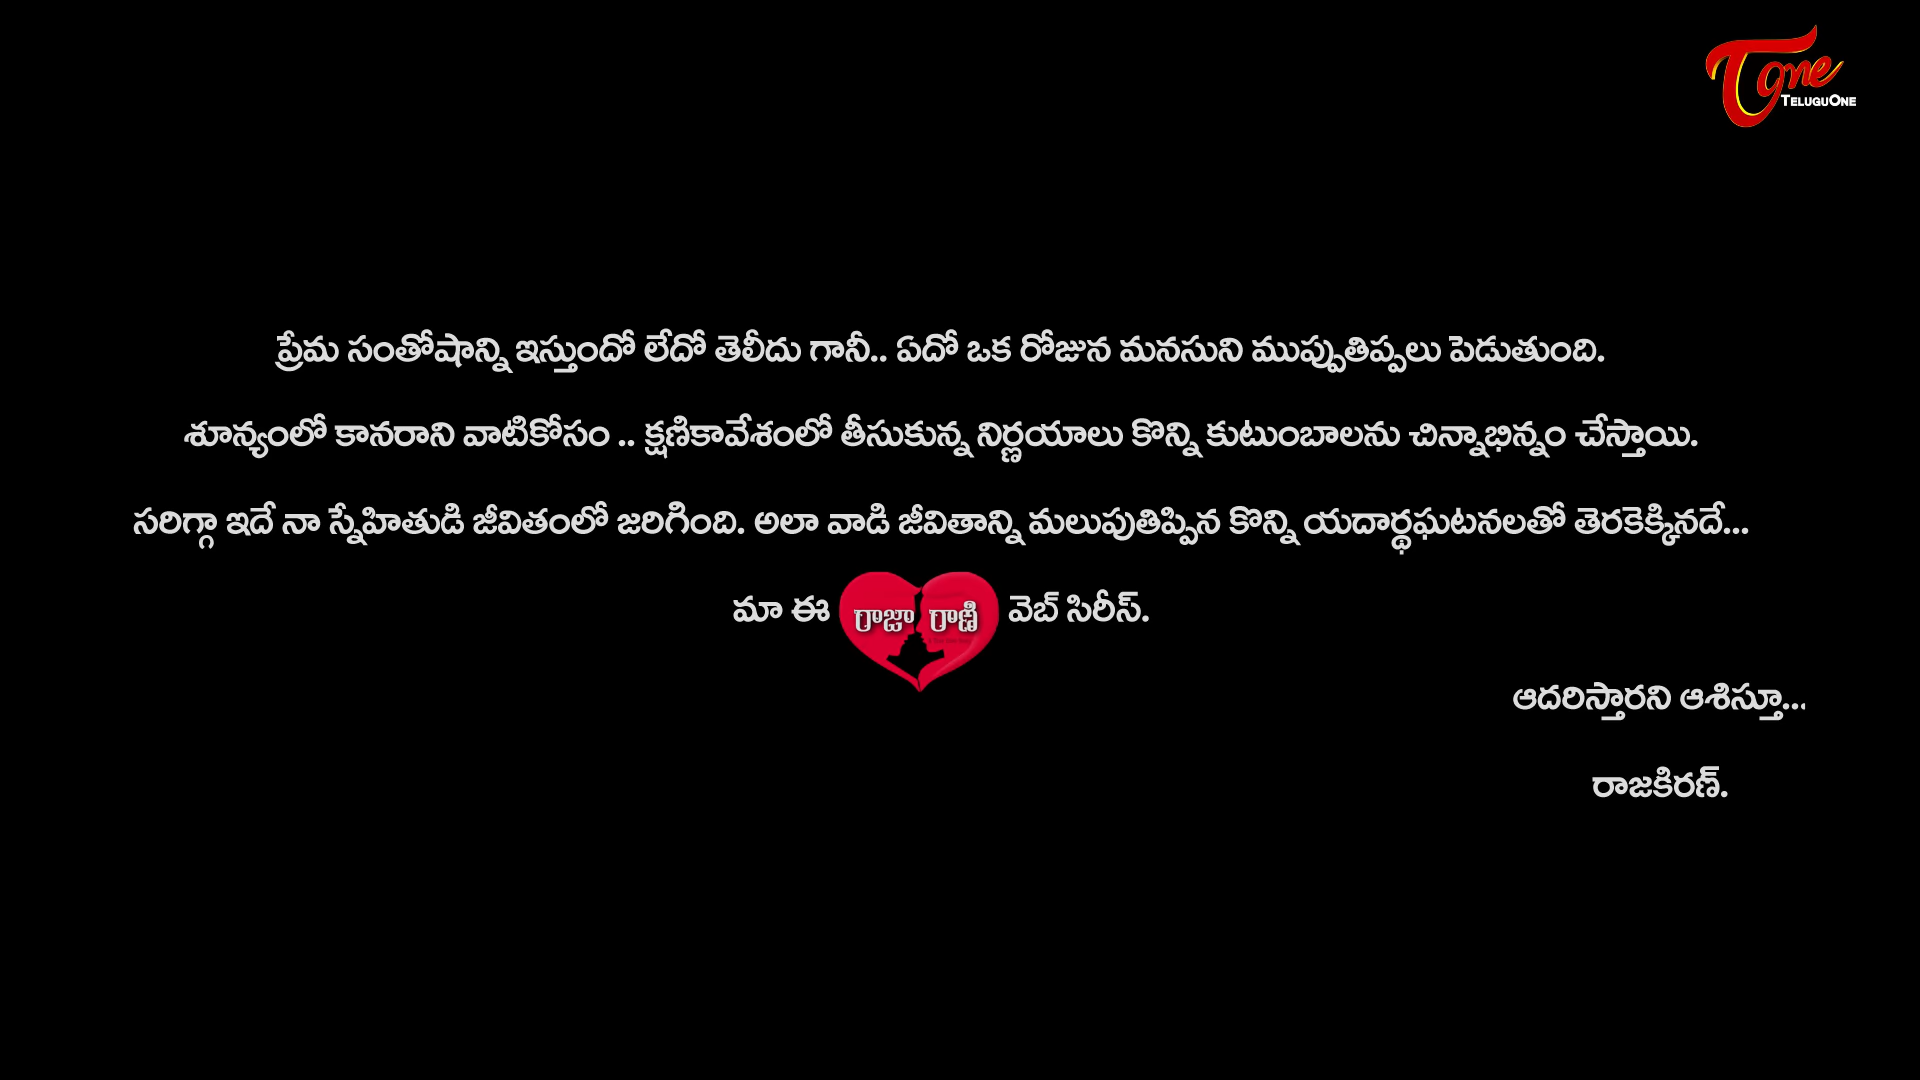 Tone
TELUGUONE
ప్రేమ సంతోషాన్ని ఇస్తుందో లేదో తెలీదు గానీ.. ఏదో ఒక రోజున మనసుని ముప్పుతిప్పలు పెడుతుంది.
శూన్యంలో కానరాని వాటికోసం .. క్షణికావేశంలో తీసుకున్న నిర్ణయాలు కొన్ని కుటుంబాలను చిన్నాభిన్నం చేస్తాయి.
సరిగ్గా ఇదే నా స్నేహితుడి జీవితంలో జరిగింది. అలా వాడి జీవితాన్ని మలుపుతిప్పిన కొన్ని యదార్థఘటనలతో తెరకెక్కినదే...
మా ఈ రాజా రాణి వెబ్ సిరీస్.
ఆదరిస్తారని ఆశిస్తూ...
రాజకిరణ్.